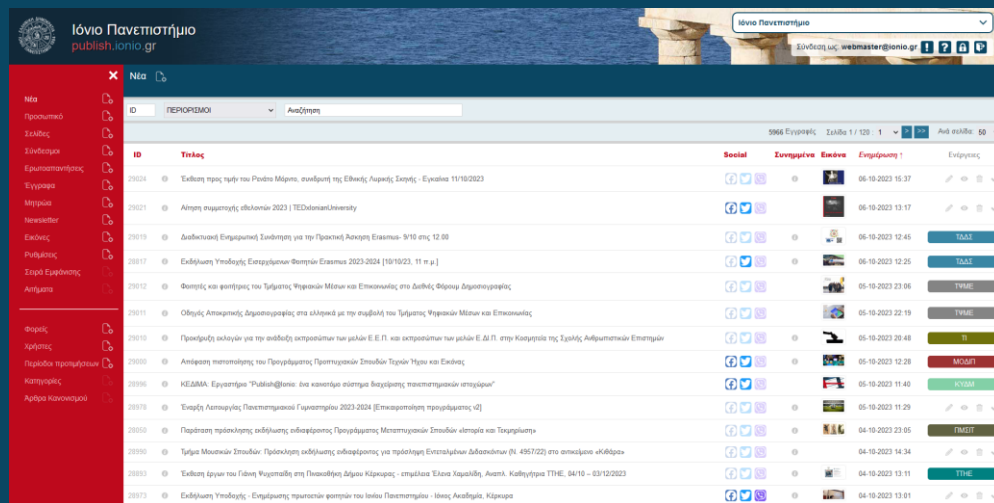 Ιόνιο Πανεπιστήμιο
publish.ionio.gr
Ιόνιο Πανεπιστήμιο
Σύνδεση ως: webmaster@ionio.gr
Νέα
Νέα
Προσωπικό
Σελίδες
Σύνδεσμοι
Ερωτοαπαντήσεις
Έγγραφα
Μητρώα
Newsletter
Εικόνες
Ρυθμίσεις
Σειρά Εμφάνισης
Αιτήματα
Φορείς
Χρήστες
Περίοδοι προτιμήσεων
Κατηγορίες
Άρθρα Κανονισμού
ID ΠΕΡΙΟΡΙΣΜΟΙ Αναζήτηση
5966 Εγγραφές Σελίδα 1 / 120 : 1 > >> Ανά σελίδα: 50
ID Τίτλος Social Συνημμένα Εικόνα Ενημέρωση ↑ Ενέργειες
29024 Έκθεση προς τιμήν του Ρενάτο Μόρντο, συνιδρυτή της Εθνικής Λυρικής Σκηνής - Εγκαίνια 11/10/2023 06-10-2023 15:37
29021 Αίτηση συμμετοχής εθελοντών 2023 | TEDxIonianUniversity 06-10-2023 13:17
29019 Διαδικτυακή Ενημερωτική Συνάντηση για την Πρακτική Άσκηση Erasmus- 9/10 στις 12.00 06-10-2023 12:45 ΤΔΔΣ
28817 Εκδήλωση Υποδοχής Εισερχόμενων Φοιτητών Erasmus 2023-2024 [10/10/23, 11 π.μ.] 06-10-2023 12:25 ΤΔΔΣ
29012 Φοιτητές και φοιτήτριες του Τμήματος Ψηφιακών Μέσων και Επικοινωνίας στο Διεθνές Φόρουμ Δημοσιογραφίας 05-10-2023 23:06 ΤΨΜΕ
29011 Οδηγός Αποκριτικής Δημοσιογραφίας στα ελληνικά με την συμβολή του Τμήματος Ψηφιακών Μέσων και Επικοινωνίας 05-10-2023 22:19 ΤΨΜΕ
29010 Προκήρυξη εκλογών για την ανάδειξη εκπροσώπου των μελών Ε.Ε.Π. και εκπροσώπου των μελών Ε.ΔΙ.Π. στην Κοσμητεία της Σχολής Ανθρωπιστικών Επιστημών 05-10-2023 20:48 ΤΙ
29000 Απόφαση πιστοποίησης του Προγράμματος Προπτυχιακών Σπουδών Τεχνών Ήχου και Εικόνας 05-10-2023 12:28 ΜΟΔΙΠ
28996 ΚΕΔΙΜΑ: Εργαστήριο "Publish@Ionio: ένα καινοτόμο σύστημα διαχείρισης πανεπιστημιακών ιστοχώρων" 05-10-2023 11:40 ΚΥΔΜ
28976 Έναρξη Λειτουργίας Πανεπιστημιακού Γυμναστηρίου 2023-2024 [Επικαιροποίηση προγράμματος v2] 05-10-2023 11:29
28050 Παράταση πρόσκλησης εκδήλωσης ενδιαφέροντος Προγράμματος Μεταπτυχιακών Σπουδών «Ιστορία και Τεκμηρίωση» 04-10-2023 23:05 ΠΜΣΙΤ
28990 Τμήμα Μουσικών Σπουδών: Πρόσκληση εκδήλωσης ενδιαφέροντος για πρόσληψη Εντεταλμένων Διδασκόντων (Ν. 4957/22) στο αντικείμενο «Κιθάρα» 04-10-2023 14:34
28893 Έκθεση έργων του Γιάννη Ψυχοπαίδη στη Πινακοθήκη Δήμου Κέρκυρας - επιμέλεια Έλενα Χαμαλίδη, Αναπλ. Καθηγήτρια ΤΤΗΕ, 04/10 – 03/12/2023 04-10-2023 13:11 ΤΤΗΕ
28973 Εκδήλωση Υποδοχής - Ενημέρωσης πρωτοετών φοιτητών του Ιονίου Πανεπιστημίου - Ιόνιος Ακαδημία, Κέρκυρα 04-10-2023 13:01